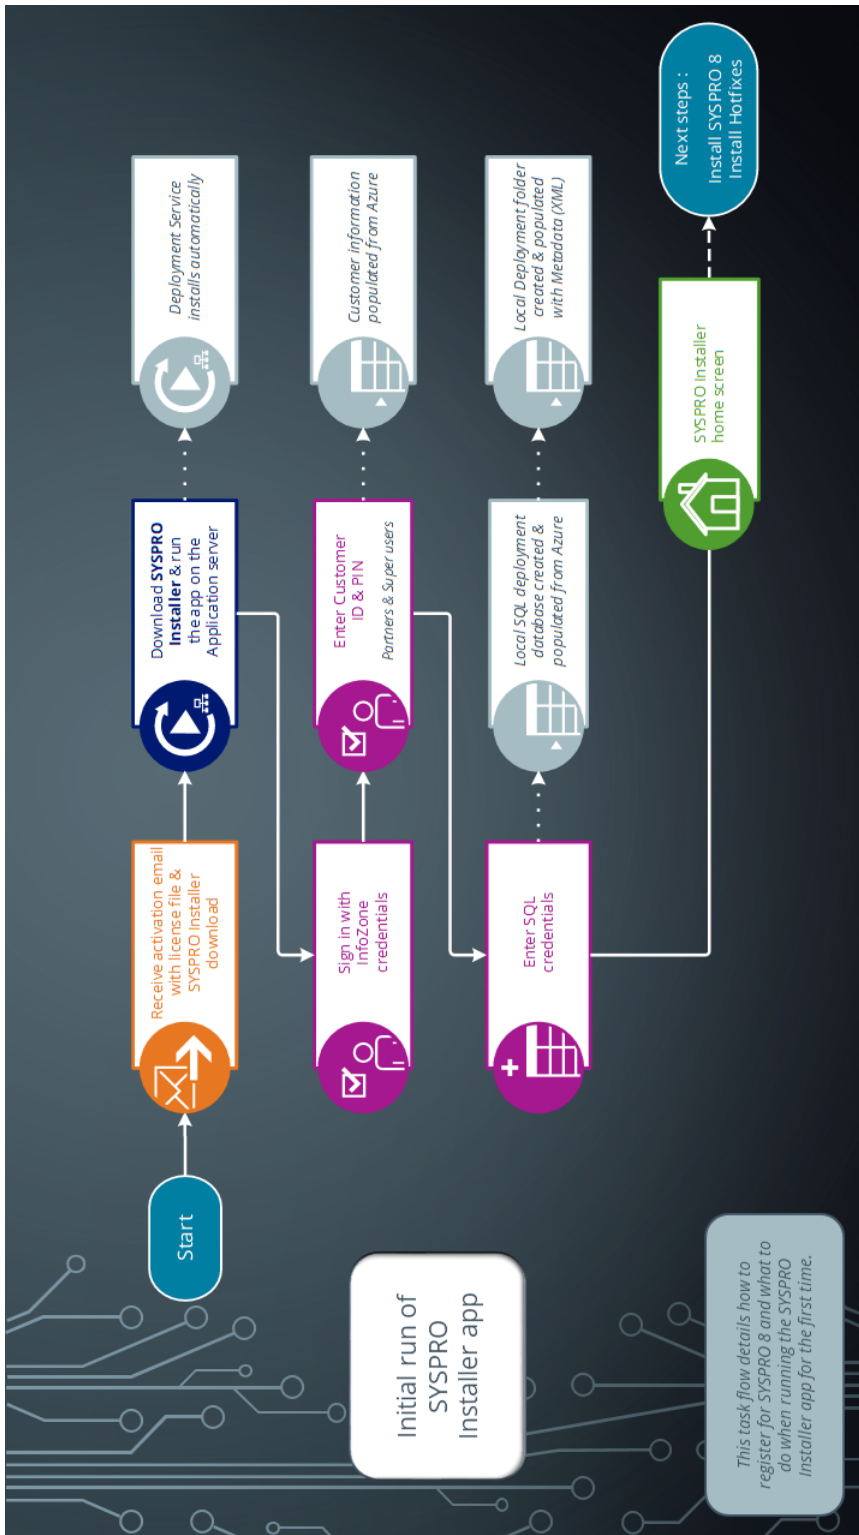 Initial run of
SYSPRO
Installer app
This task flow details how to
register for SYSPRO 8 and what to
do when running the SYSPRO
Installer app for the first time.
Start
Receive activation email
with license file &
SYSPRO Installer
download
Download SYSPRO
Installer & run
the app on the
Application server
Deployment Service
installs automatically
Sign in with
InfoZone
credentials
Enter Customer
ID & PIN
Partners & Super users
Customer information
populated from Azure
Enter SQL
credentials
Local SQL deployment
database created &
populated from Azure
Local Deployment folder
created & populated
with Metadata (XML)
SYSPRO Installer
home screen
Next steps :
Install SYSPRO 8
Install Hotfixes